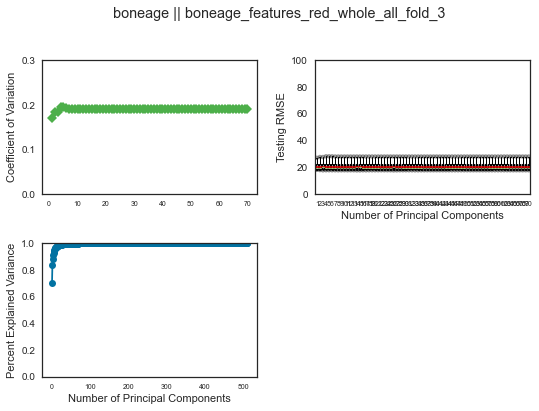 boneage || boneage_features_red_whole_all_fold_3
0.3
0.2
0.1
0.0
Coefficient of Variation
0 10 20 30 40 50 60 70
100
80
60
40
20
0
Testing RMSE
Number of Principal Components
1.0
0.8
0.6
0.4
0.2
0.0
Percent Explained Variance
0 100 200 300 400 500
Number of Principal Components